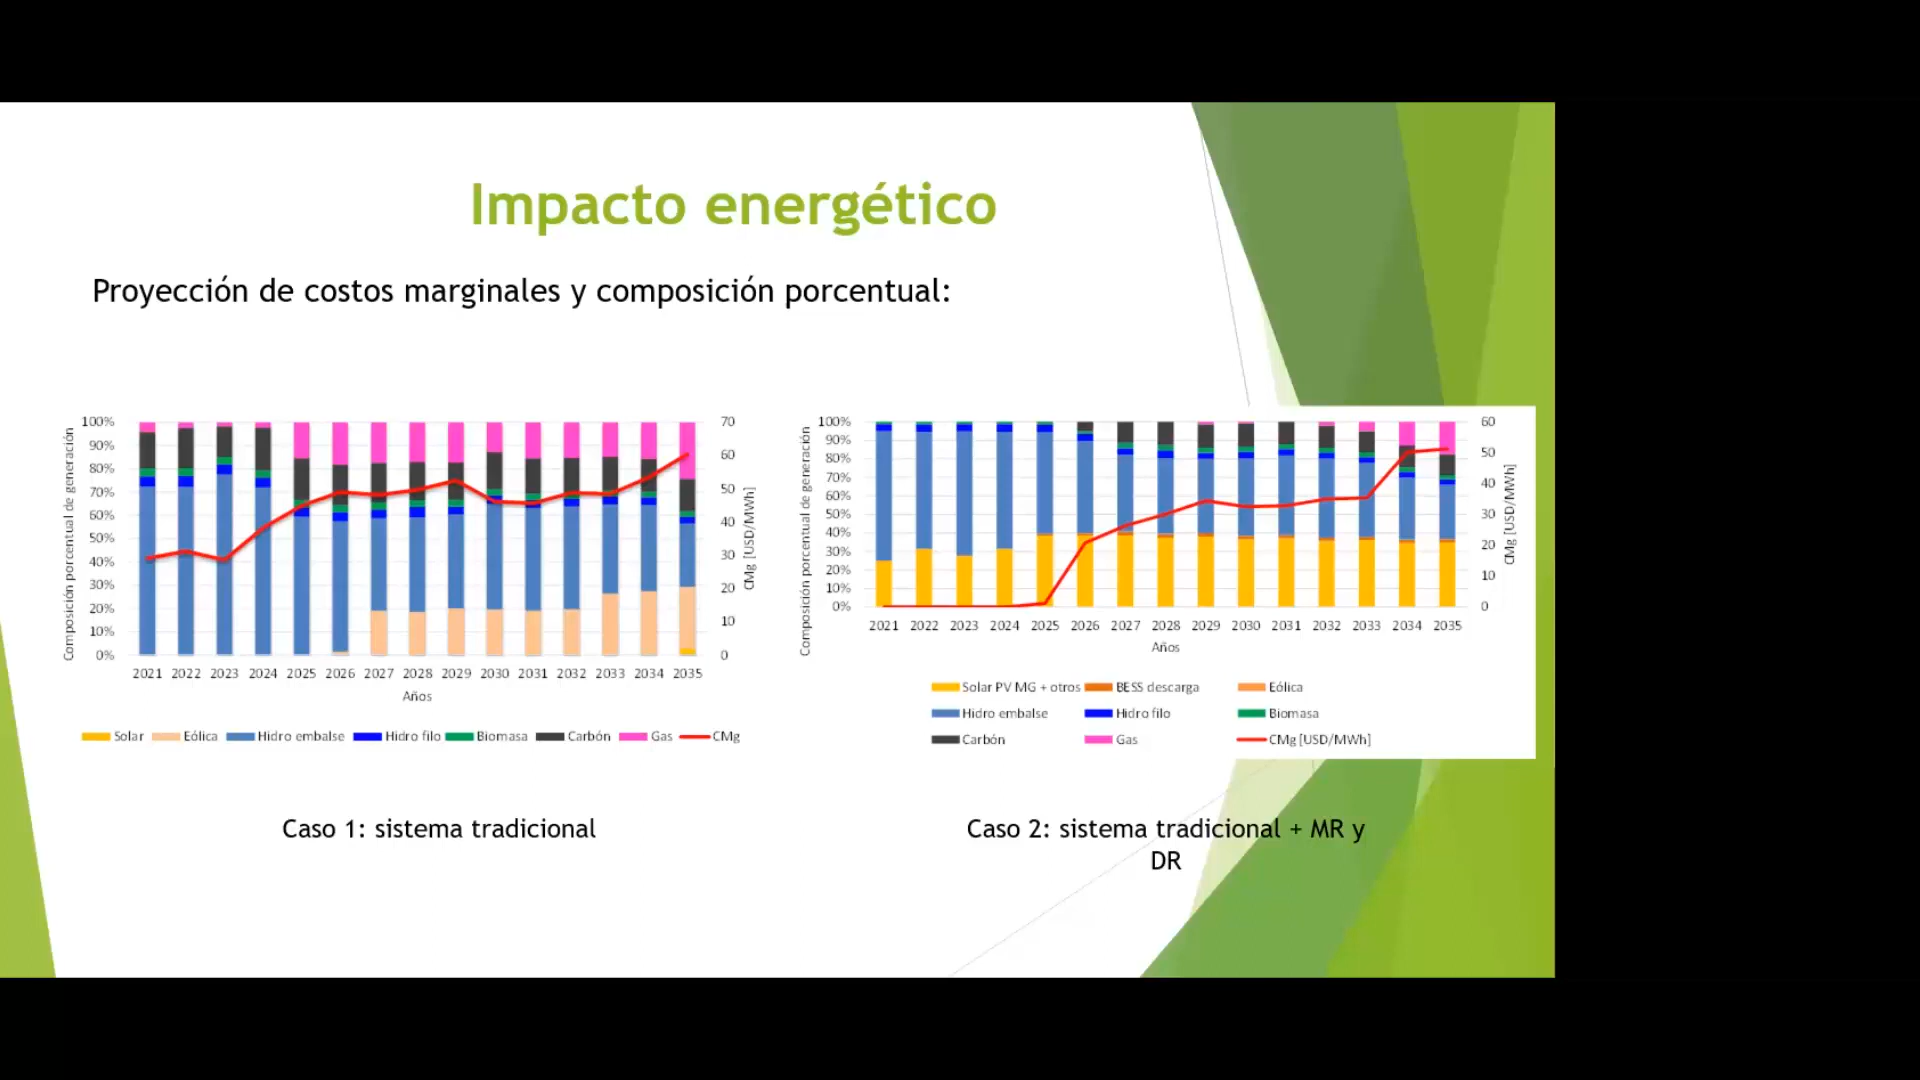 Impacto energético
Proyección de costos marginales y composición porcentual:
Composición porcentual de generación
100%
90%
80%
70%
60%
50%
40%
30%
20%
10%
0%
70
60
50
40
30
20
10
0
CMg [USD/MWh]
2021 2022 2023 2024 2025 2026 2027 2028 2029 2030 2031 2032 2033 2034 2035
Años
Solar Eólica Hidro embalse Hidro filo Biomasa Carbón Gas CMg
Caso 1: sistema tradicional
Composición porcentual de generación
100%
90%
80%
70%
60%
50%
40%
30%
20%
10%
0%
60
50
40
30
20
10
0
CMg [USD/MWh]
2021 2022 2023 2024 2025 2026 2027 2028 2029 2030 2031 2032 2033 2034 2035
Años
Solar PV MG + otros BESS descarga Eólica
Hidro embalse Hidro filo Biomasa
Carbón Gas CMg [USD/MWh]
Caso 2: sistema tradicional + MR y
DR